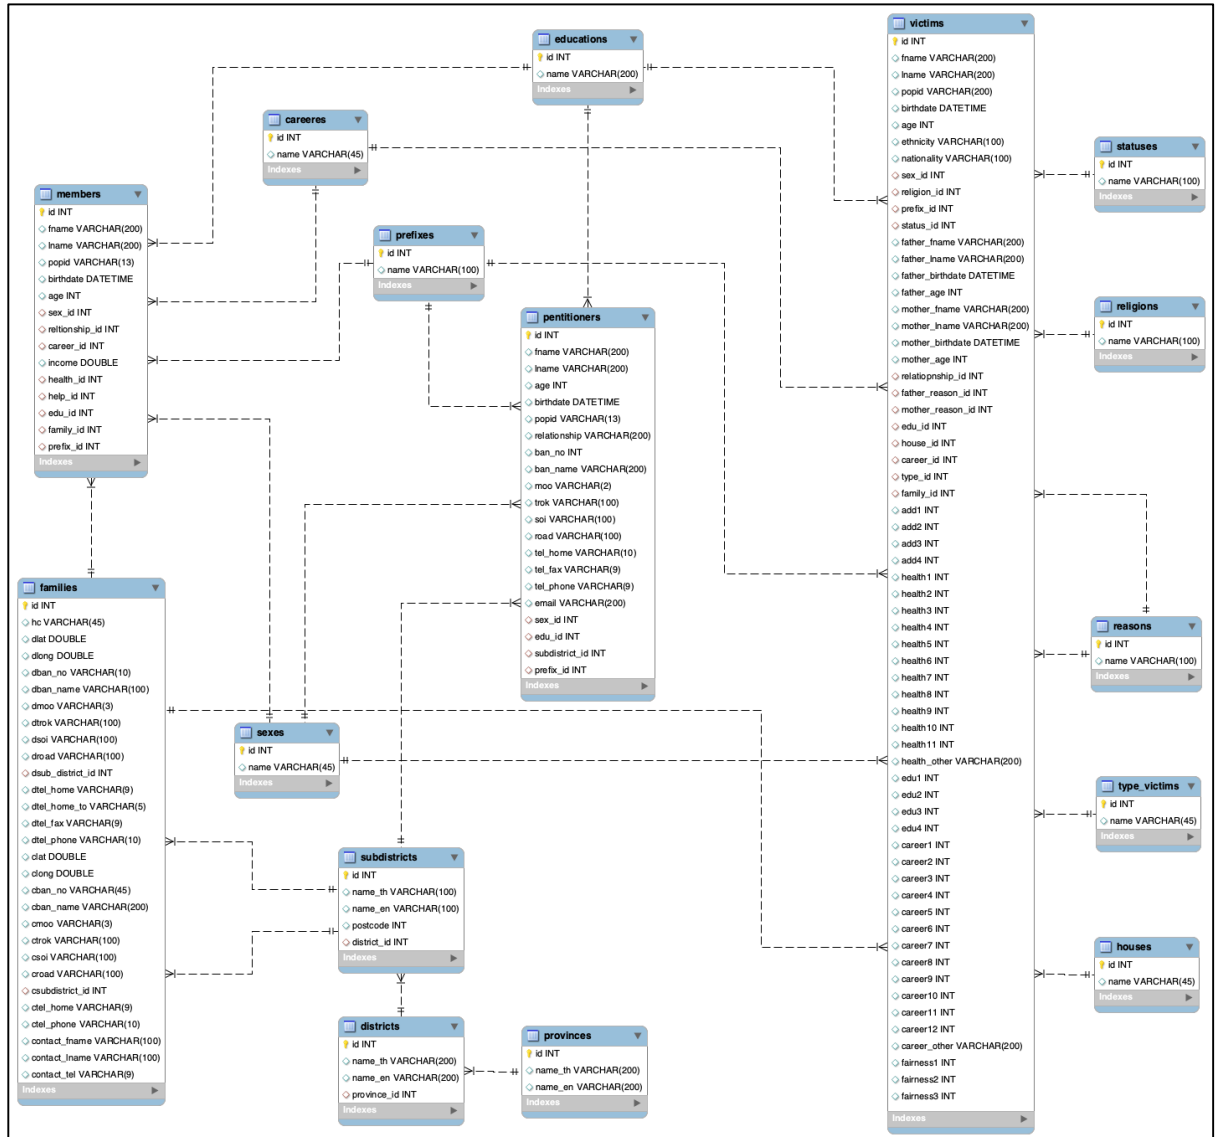 educations
id INT
name VARCHAR(200)
Indexes
careeres
id INT
name VARCHAR(45)
Indexes
members
id INT
fname VARCHAR(200)
lname VARCHAR(200)
popid VARCHAR(13)
birthdate DATETIME
age INT
sex_id INT
reltionship_id INT
career_id INT
income DOUBLE
health_id INT
help_id INT
edu_id INT
family_id INT
prefix_id INT
Indexes
prefixes
id INT
name VARCHAR(100)
Indexes
pentitioners
id INT
fname VARCHAR(200)
lname VARCHAR(200)
age INT
birthdate DATETIME
popid VARCHAR(13)
relationship VARCHAR(200)
ban_no INT
ban_name VARCHAR(200)
moo VARCHAR(2)
trok VARCHAR(100)
soi VARCHAR(100)
road VARCHAR(100)
tel_home VARCHAR(10)
tel_fax VARCHAR(9)
tel_phone VARCHAR(9)
email VARCHAR(200)
sex_id INT
edu_id INT
subdistrict_id INT
prefix_id INT
Indexes
families
id INT
hc VARCHAR(45)
dlat DOUBLE
dlong DOUBLE
dban_no VARCHAR(10)
dban_name VARCHAR(100)
dmoo VARCHAR(3)
dtrok VARCHAR(100)
dsoi VARCHAR(100)
droad VARCHAR(100)
dsub_district_id INT
dtel_home VARCHAR(9)
dtel_home_to VARCHAR(5)
dtel_fax VARCHAR(9)
dtel_phone VARCHAR(10)
clat DOUBLE
clong DOUBLE
cban_no VARCHAR(45)
cban_name VARCHAR(200)
cmoo VARCHAR(3)
ctrok VARCHAR(100)
csoi VARCHAR(100)
croad VARCHAR(100)
csubdistrict_id INT
ctel_home VARCHAR(9)
ctel_phone VARCHAR(10)
contact_fname VARCHAR(100)
contact_lname VARCHAR(100)
contact_tel VARCHAR(9)
Indexes
sexes
id INT
name VARCHAR(45)
Indexes
subdistricts
id INT
name_th VARCHAR(100)
name_en VARCHAR(100)
postcode INT
district_id INT
Indexes
districts
id INT
name_th VARCHAR(200)
name_en VARCHAR(200)
province_id INT
Indexes
provinces
id INT
name_th VARCHAR(200)
name_en VARCHAR(200)
Indexes
victims
id INT
fname VARCHAR(200)
lname VARCHAR(200)
popid VARCHAR(200)
birthdate DATETIME
age INT
ethnicity VARCHAR(100)
nationality VARCHAR(100)
sex_id INT
religion_id INT
prefix_id INT
status_id INT
father_fname VARCHAR(200)
father_lname VARCHAR(200)
father_birthdate DATETIME
father_age INT
mother_fname VARCHAR(200)
mother_lname VARCHAR(200)
mother_birthdate DATETIME
mother_age INT
relatiopnship_id INT
father_reason_id INT
mother_reason_id INT
edu_id INT
house_id INT
career_id INT
type_id INT
family_id INT
add1 INT
add2 INT
add3 INT
add4 INT
health1 INT
health2 INT
health3 INT
health4 INT
health5 INT
health6 INT
health7 INT
health8 INT
health9 INT
health10 INT
health11 INT
health_other VARCHAR(200)
edu1 INT
edu2 INT
edu3 INT
edu4 INT
career1 INT
career2 INT
career3 INT
career4 INT
career5 INT
career6 INT
career7 INT
career8 INT
career9 INT
career10 INT
career11 INT
career12 INT
career_other VARCHAR(200)
fairness1 INT
fairness2 INT
fairness3 INT
Indexes
statuses
id INT
name VARCHAR(100)
Indexes
religions
id INT
name VARCHAR(100)
Indexes
reasons
id INT
name VARCHAR(100)
Indexes
type_victims
id INT
name VARCHAR(45)
Indexes
houses
id INT
name VARCHAR(45)
Indexes